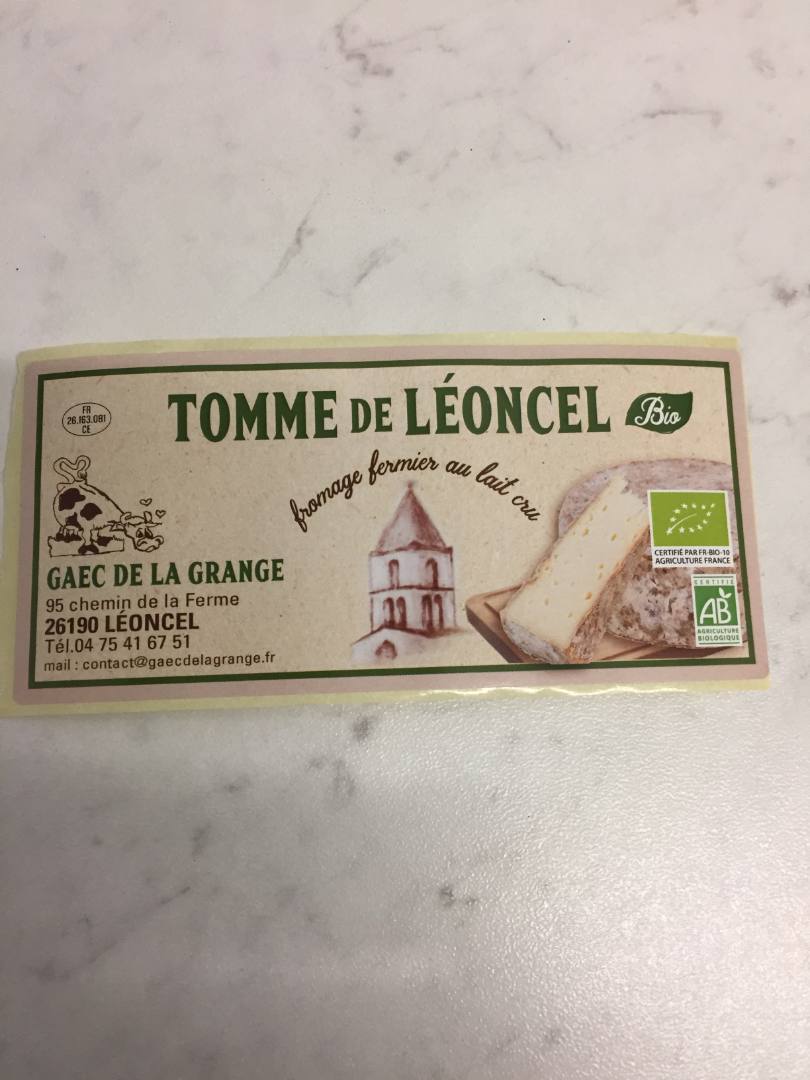 FR
26.163.081
CE
TOMME DE LÉONCEL
Bio
fromage fermier au lait cru
GAEC DE LA GRANGE
95 chemin de la Ferme
26190 LÉONCEL
Tél.04 75 41 67 51
mail : contact@gaecdelagrange.fr
CERTIFIÉ PAR FR-BIO-10
AGRICULTURE FRANCE
CERTIFIÉ
AB
AGRICULTURE
BIOLOGIQUE